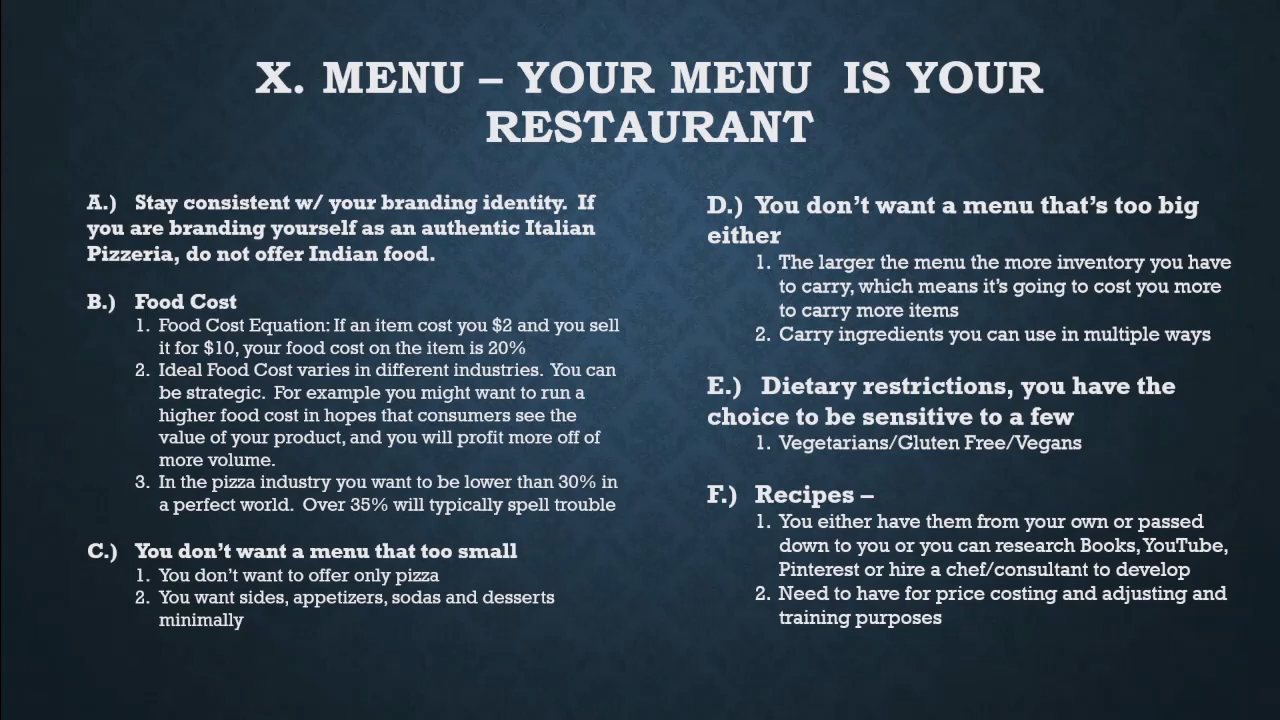 X. MENU – YOUR MENU  IS YOUR
RESTAURANT
A.) Stay consistent w/ your branding identity.  If
you are branding yourself as an authentic Italian
Pizzeria, do not offer Indian food.
B.) Food Cost
1. Food Cost Equation: If an item cost you $2 and you sell
it for $10, your food cost on the item is 20%
2. Ideal Food Cost varies in different industries.  You can
be strategic.  For example you might want to run a
higher food cost in hopes that consumers see the
value of your product, and you will profit more off of
more volume.
3. In the pizza industry you want to be lower than 30% in
a perfect world.  Over 35% will typically spell trouble
C.) You don't want a menu that too small
1. You don't want to offer only pizza
2. You want sides, appetizers, sodas and desserts
minimally
D.) You don't want a menu that's too big
either
1. The larger the menu the more inventory you have
to carry, which means it's going to cost you more
to carry more items
2. Carry ingredients you can use in multiple ways
E.) Dietary restrictions, you have the
choice to be sensitive to a few
1. Vegetarians/Gluten Free/Vegans
F.) Recipes –
1. You either have them from your own or passed
down to you or you can research Books, YouTube,
Pinterest or hire a chef/consultant to develop
2. Need to have for price costing and adjusting and
training purposes